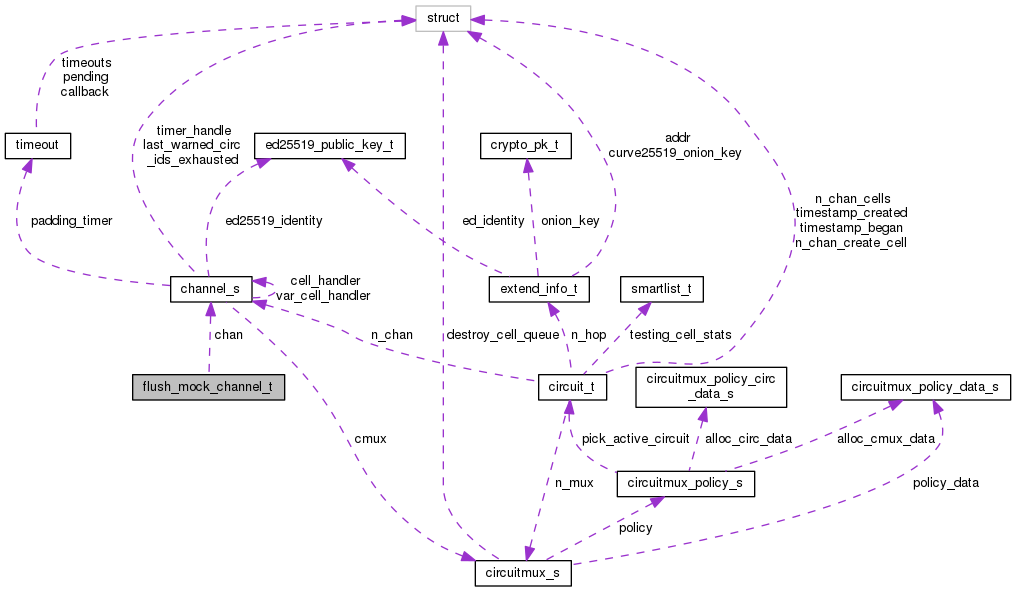 struct
timeouts
pending
callback
timer_handle
last_warned_circ
_ids_exhausted
addr
curve25519_onion_key
timeout
ed25519_public_key_t
crypto_pk_t
n_chan_cells
timestamp_created
timestamp_began
n_chan_create_cell
padding_timer
ed25519_identity
ed_identity
onion_key
channel_s
cell_handler
var_cell_handler
extend_info_t
smartlist_t
chan
n_chan
destroy_cell_queue
n_hop
testing_cell_stats
flush_mock_channel_t
circuit_t
circuitmux_policy_circ
_data_s
circuitmux_policy_data_s
cmux
pick_active_circuit
alloc_circ_data
alloc_cmux_data
n_mux
circuitmux_policy_s
policy_data
policy
circuitmux_s